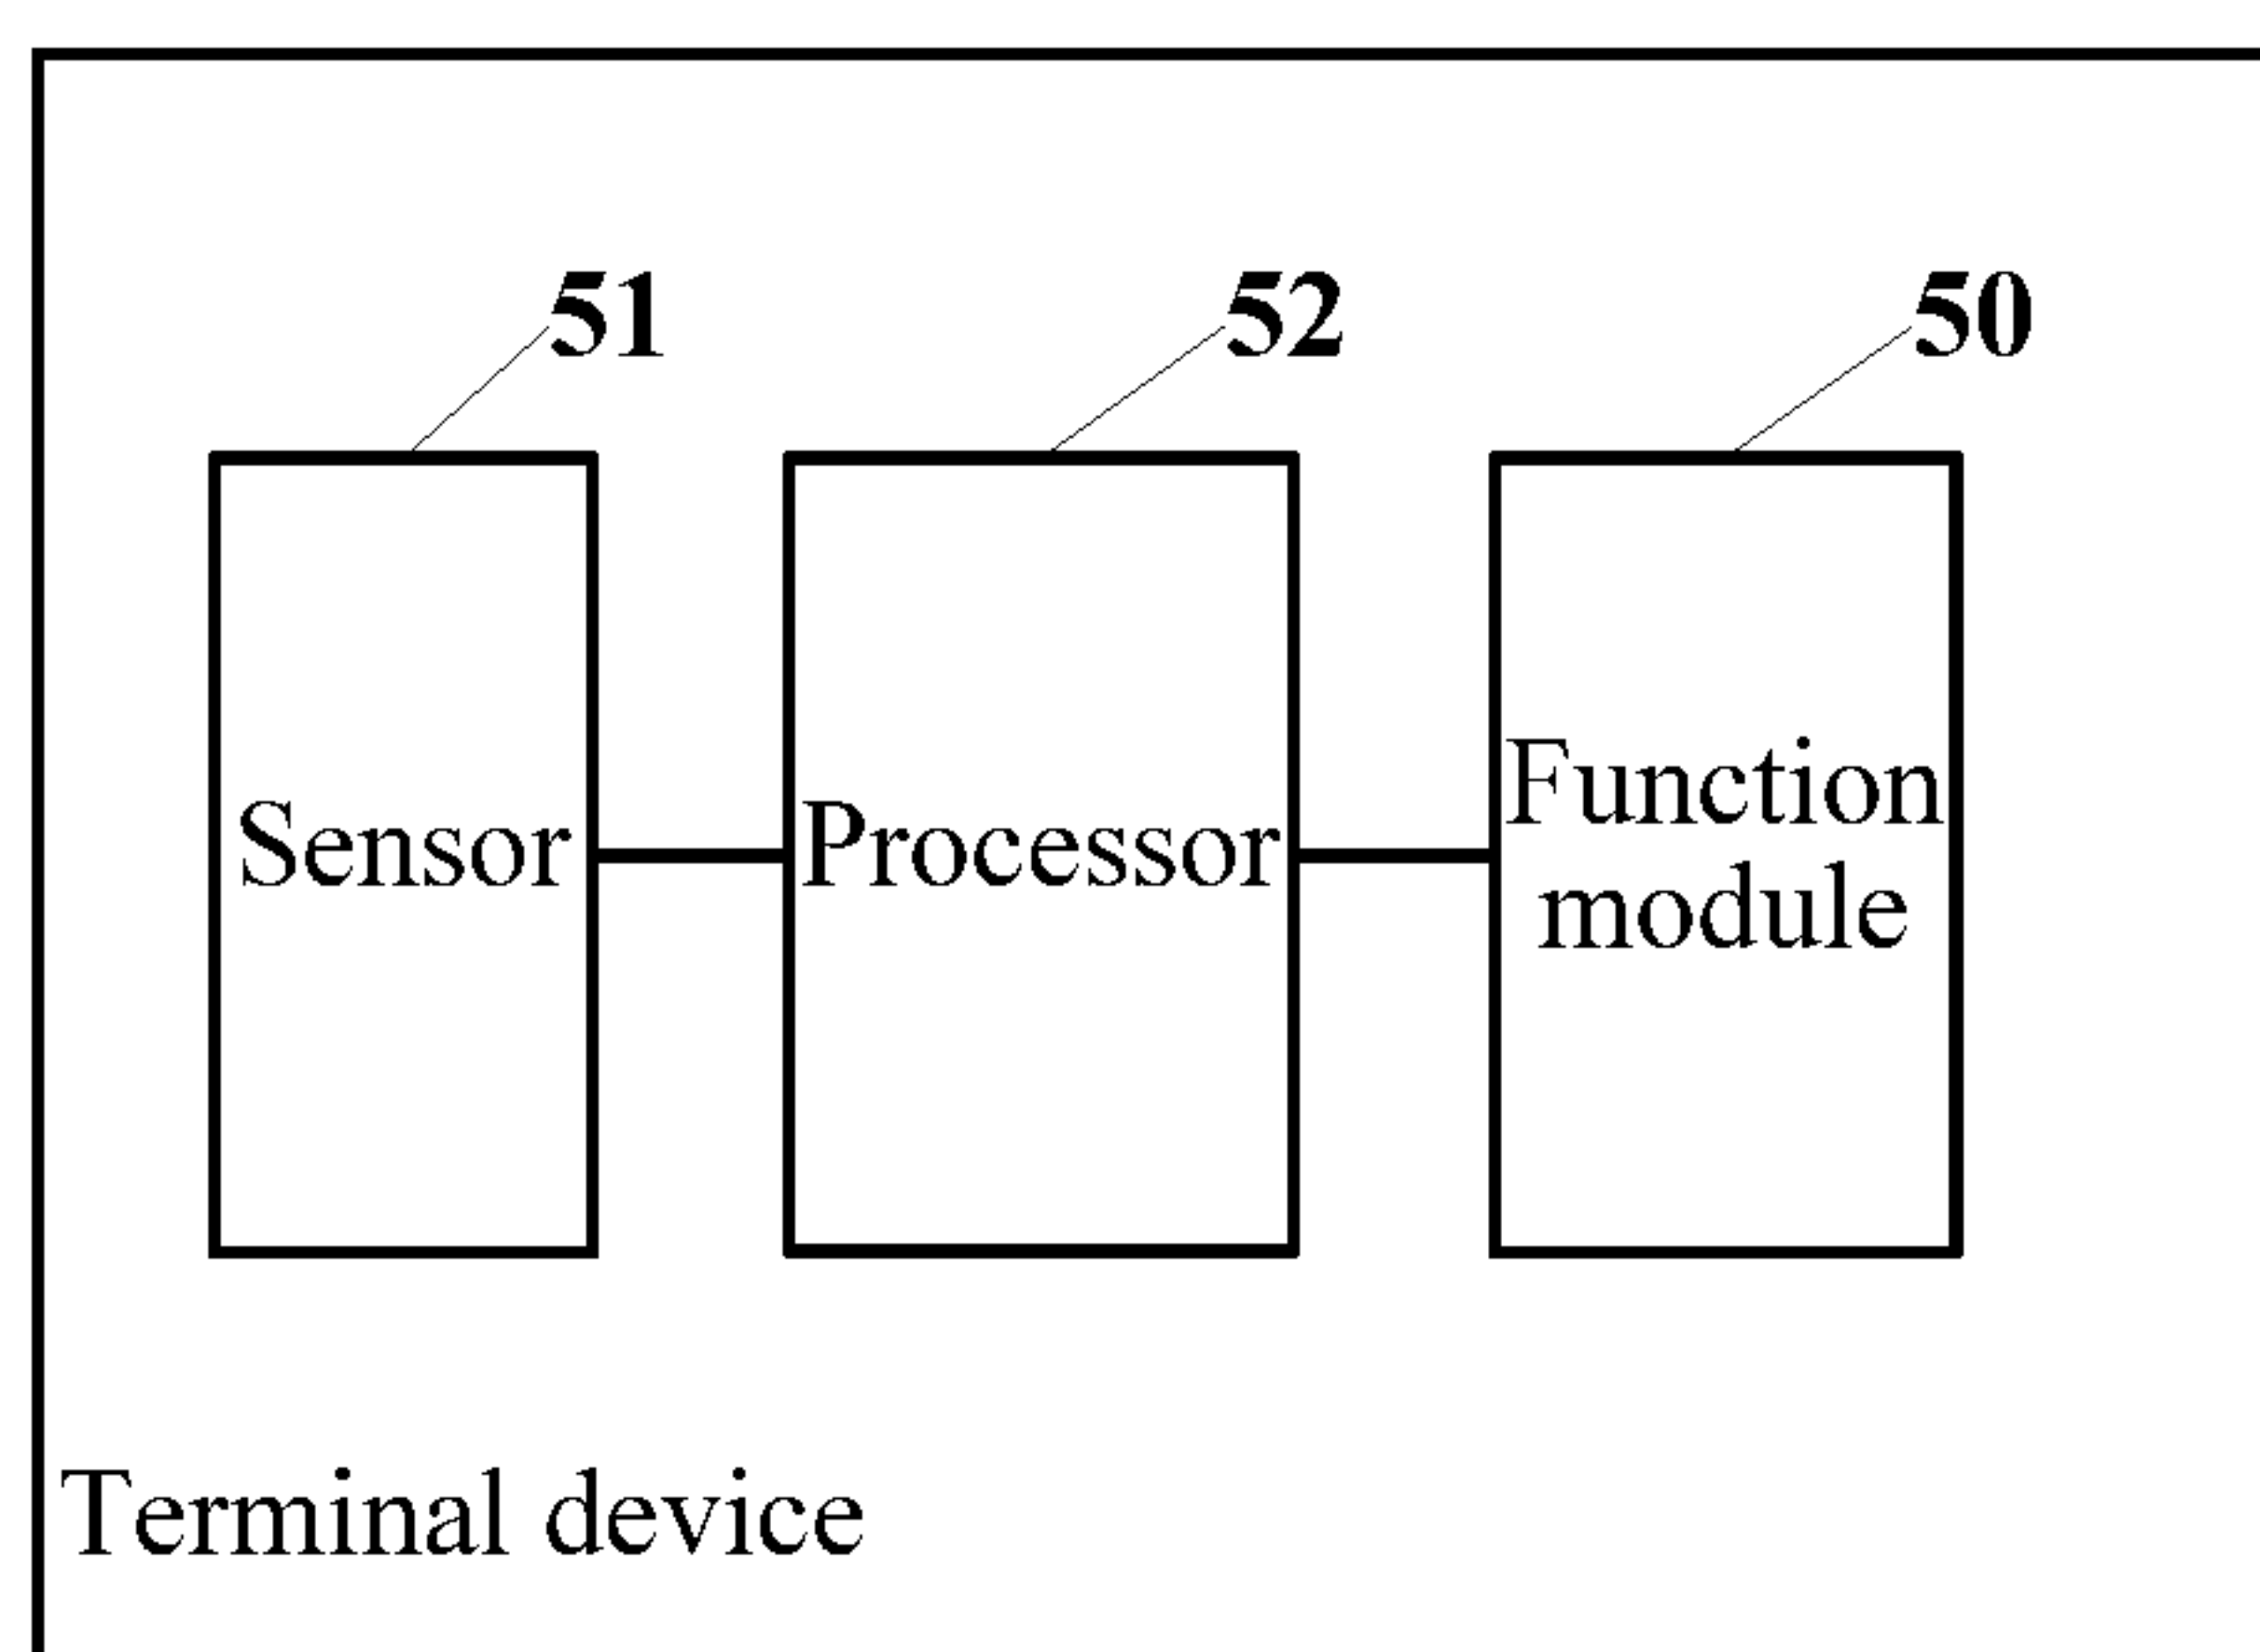 51
52
50
Sensor
Processor
Function
module
Terminal device